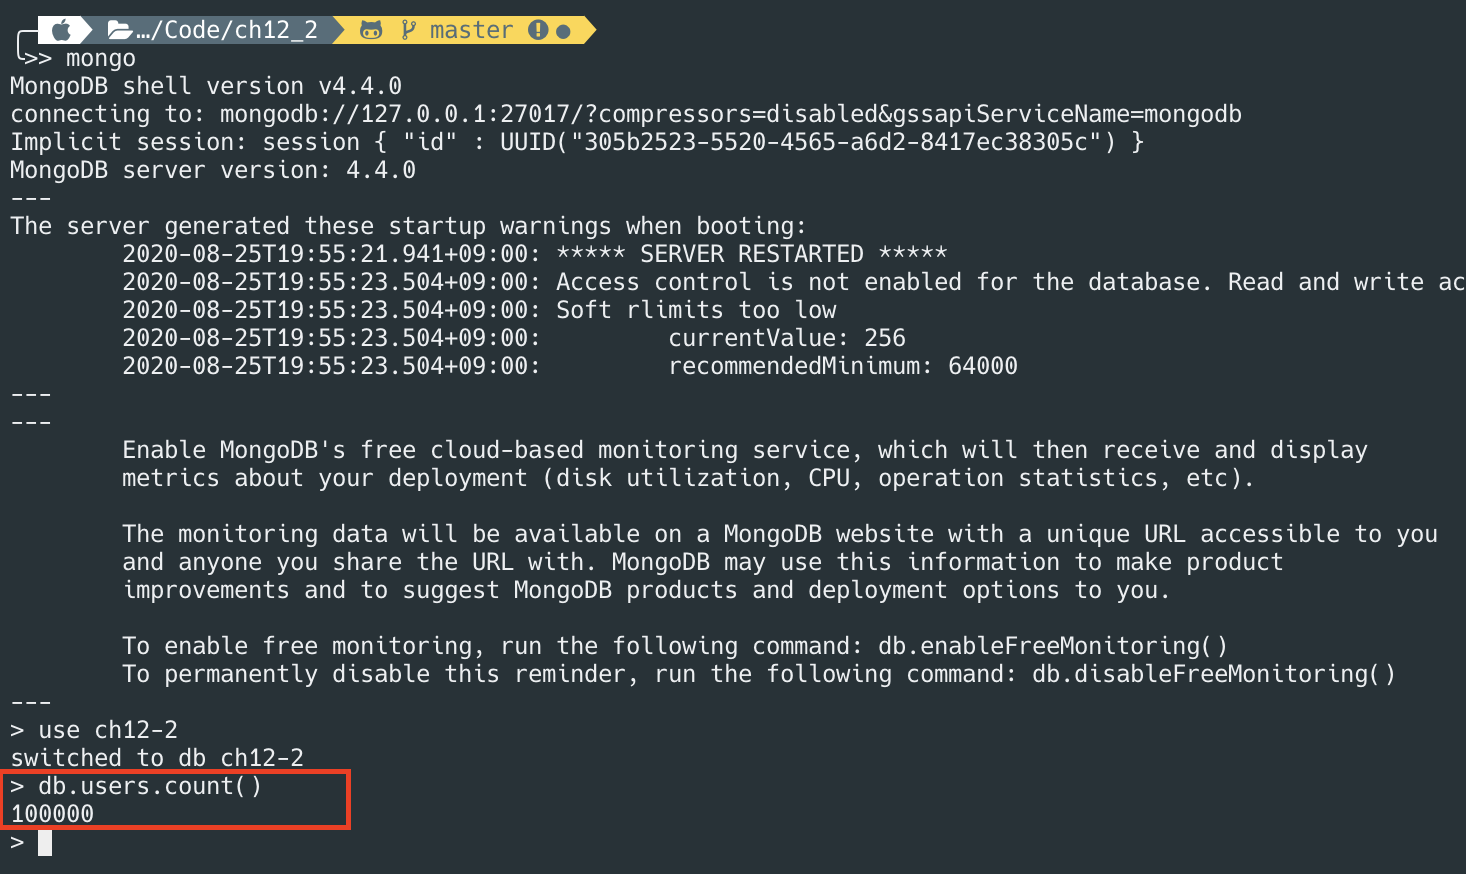 …/Code/ch12_2 master
>> mongo
MongoDB shell version v4.4.0
connecting to: mongodb://127.0.0.1:27017/?compressors=disabled&gssapiServiceName=mongodb
Implicit session: session { "id" : UUID("305b2523-5520-4565-a6d2-8417ec38305c") }
MongoDB server version: 4.4.0
---
The server generated these startup warnings when booting:
2020-08-25T19:55:21.941+09:00: ***** SERVER RESTARTED *****
2020-08-25T19:55:23.504+09:00: Access control is not enabled for the database. Read and write ac
2020-08-25T19:55:23.504+09:00: Soft rlimits too low
2020-08-25T19:55:23.504+09:00: currentValue: 256
2020-08-25T19:55:23.504+09:00: recommendedMinimum: 64000
---
---
Enable MongoDB's free cloud-based monitoring service, which will then receive and display
metrics about your deployment (disk utilization, CPU, operation statistics, etc).
The monitoring data will be available on a MongoDB website with a unique URL accessible to you
and anyone you share the URL with. MongoDB may use this information to make product
improvements and to suggest MongoDB products and deployment options to you.
To enable free monitoring, run the following command: db.enableFreeMonitoring()
To permanently disable this reminder, run the following command: db.disableFreeMonitoring()
---
> use ch12-2
switched to db ch12-2
> db.users.count()
100000
>